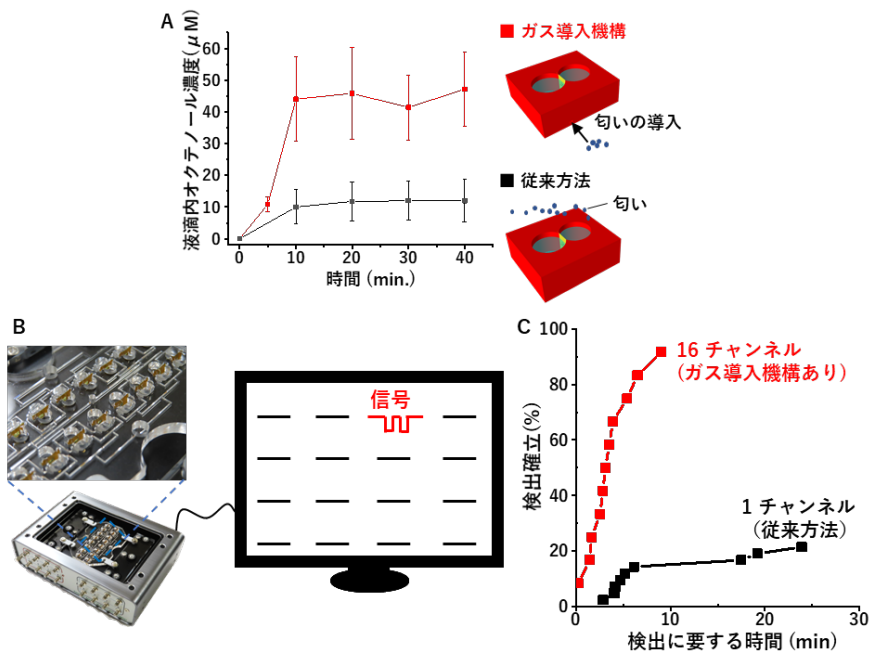 A
液滴内オクテノール濃度(μM)
60
50
40
30
20
10
0
0
10
20
30
40
時間 (min.)
ガス導入機構
匂いの導入
従来方法
匂い
B
信号
C
検出確立(%)
100
80
60
40
20
0
0
10
20
30
検出に要する時間 (min)
16 チャンネル
(ガス導入機構あり)
1 チャンネル
(従来方法)